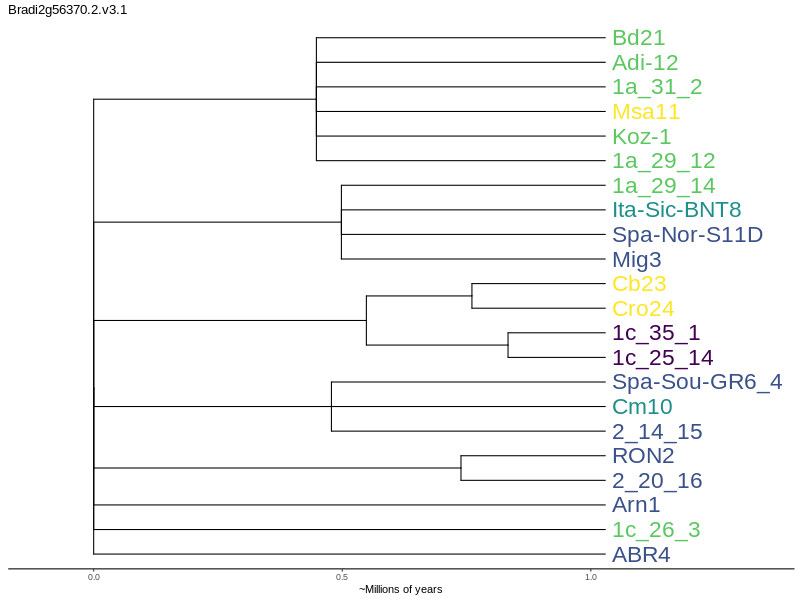 Bradi2g56370.2.v3.1
Bd21
Adi-12
1a_31_2
Msa11
Koz-1
1a_29_12
1a_29_14
Ita-Sic-BNT8
Spa-Nor-S11D
Mig3
Cb23
Cro24
1c_35_1
1c_25_14
Spa-Sou-GR6_4
Cm10
2_14_15
RON2
2_20_16
Arn1
1c_26_3
ABR4
0.0 0.5 1.0
~Millions of years